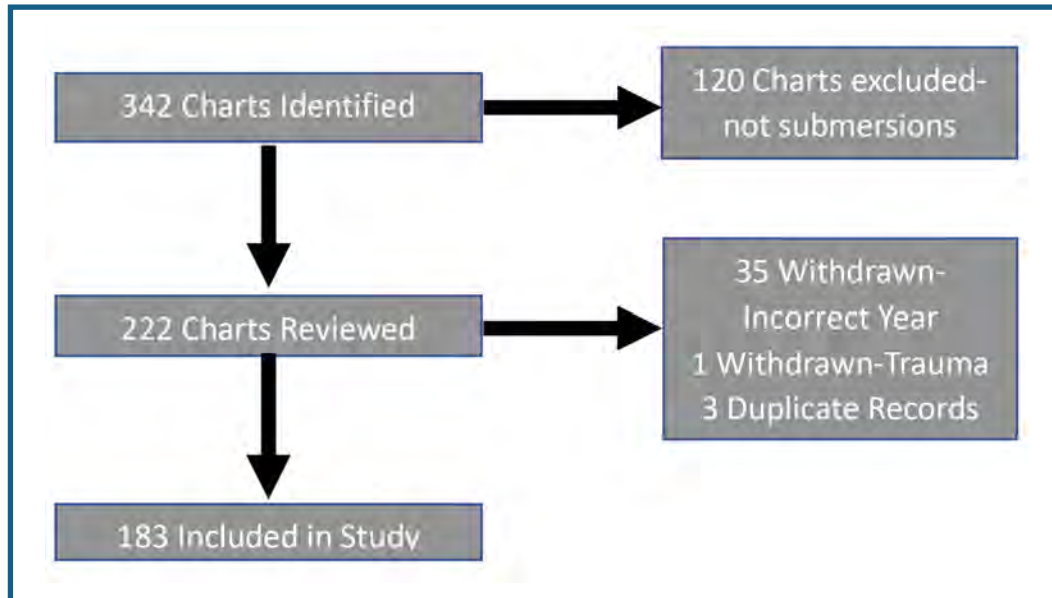 342 Charts Identified
120 Charts excluded-
not submersions
222 Charts Reviewed
35 Withdrawn-
Incorrect Year
1 Withdrawn-Trauma
3 Duplicate Records
183 Included in Study